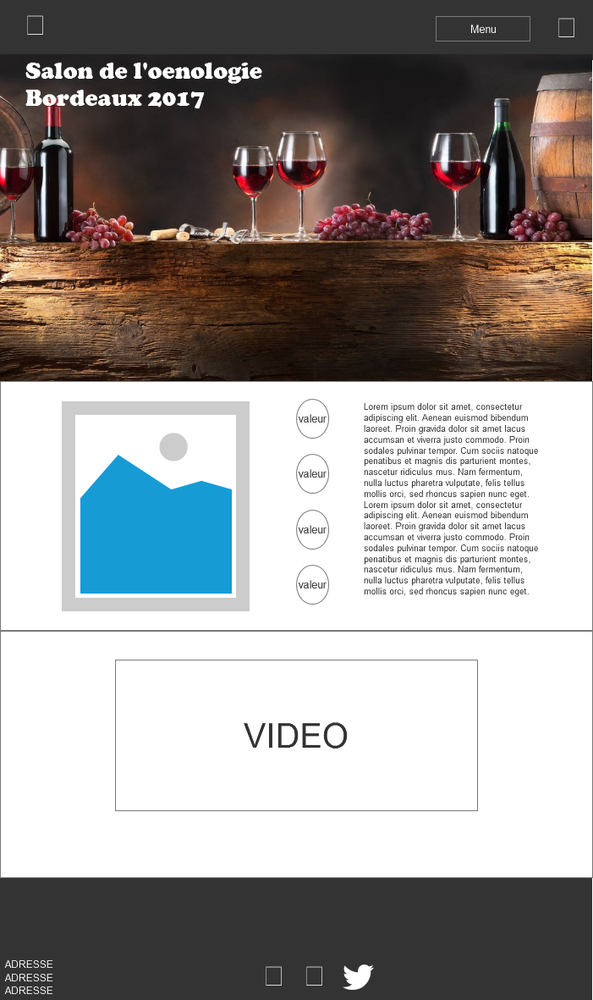 Menu
Salon de l'oenologie
Bordeaux 2017
valeur
valeur
valeur
valeur
Lorem ipsum dolor sit amet, consectetur
adipiscing elit. Aenean euismod bibendum
laoreet. Proin gravida dolor sit amet lacus
accumsan et viverra justo commodo. Proin
sodales pulvinar tempor. Cum sociis natoque
penatibus et magnis dis parturient montes,
nascetur ridiculus mus. Nam fermentum,
nulla luctus pharetra vulputate, felis tellus
mollis orci, sed rhoncus sapien nunc eget.
Lorem ipsum dolor sit amet, consectetur
adipiscing elit. Aenean euismod bibendum
laoreet. Proin gravida dolor sit amet lacus
accumsan et viverra justo commodo. Proin
sodales pulvinar tempor. Cum sociis natoque
penatibus et magnis dis parturient montes,
nascetur ridiculus mus. Nam fermentum,
nulla luctus pharetra vulputate, felis tellus
mollis orci, sed rhoncus sapien nunc eget.
VIDEO
ADRESSE
ADRESSE
ADRESSE